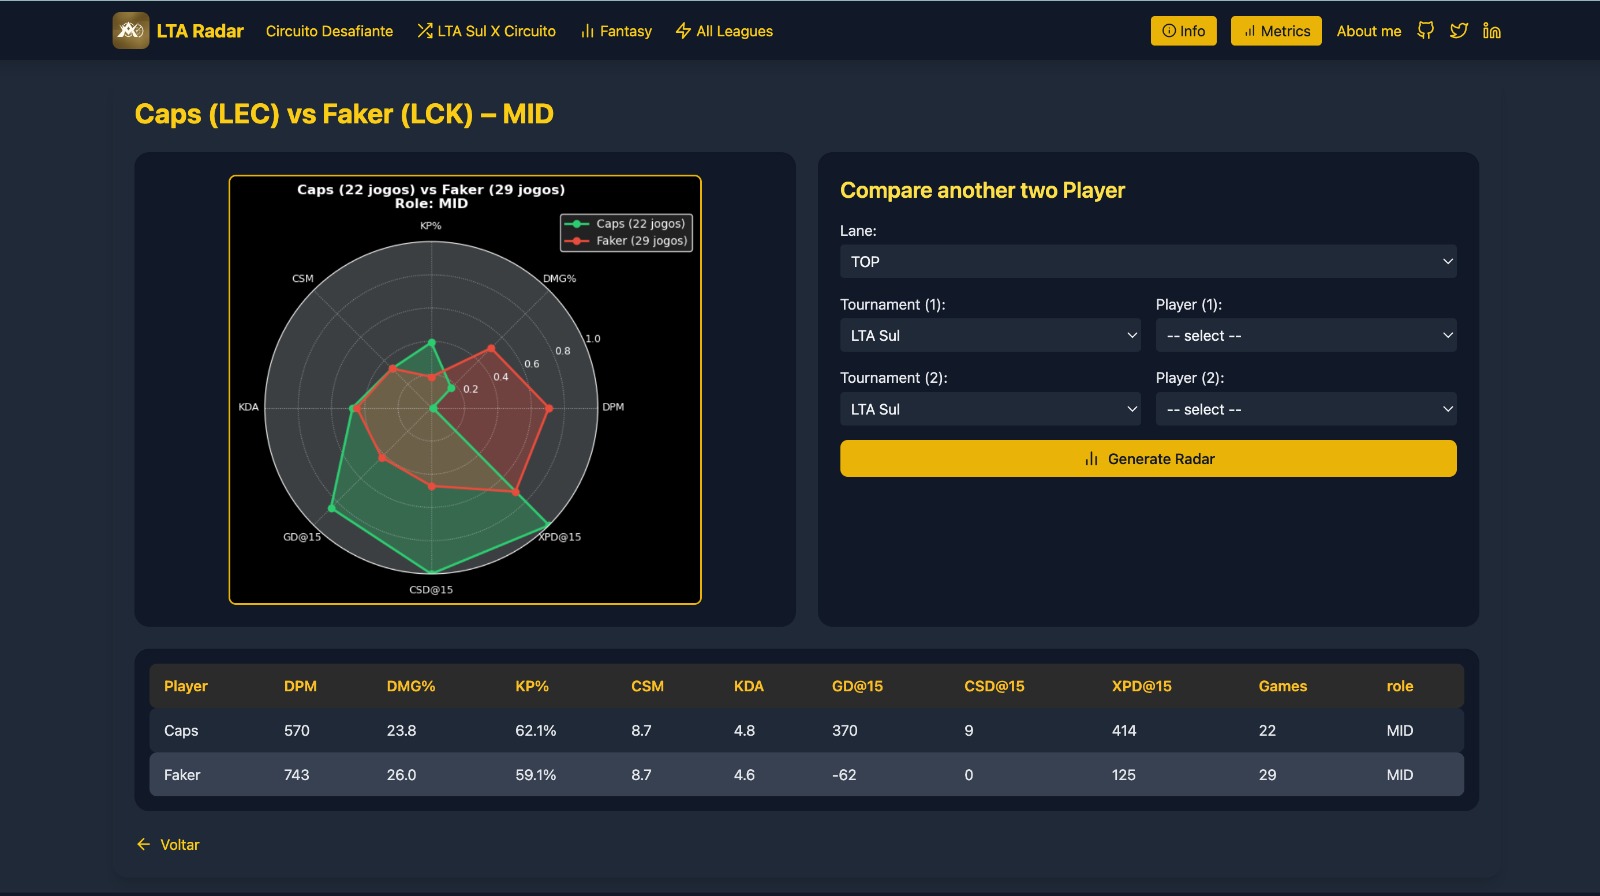 LTA Radar Circuito Desafiante LTA Sul X Circuito Fantasy All Leagues Info Metrics About me
Caps (LEC) vs Faker (LCK) – MID
Caps (22 jogos) vs Faker (29 jogos)
Role: MID
Caps (22 jogos)
Faker (29 jogos)
KP%
CSM
DMG%
1.0
0.8
0.6
0.4
0.2
KDA
DPM
GD@15
XPD@15
CSD@15
Compare another two Player
Lane:
TOP
Tournament (1): Player (1):
LTA Sul -- select --
Tournament (2): Player (2):
LTA Sul -- select --
Generate Radar
Player DPM DMG% KP% CSM KDA GD@15 CSD@15 XPD@15 Games role
Caps 570 23.8 62.1% 8.7 4.8 370 9 414 22 MID
Faker 743 26.0 59.1% 8.7 4.6 -62 0 125 29 MID
Voltar